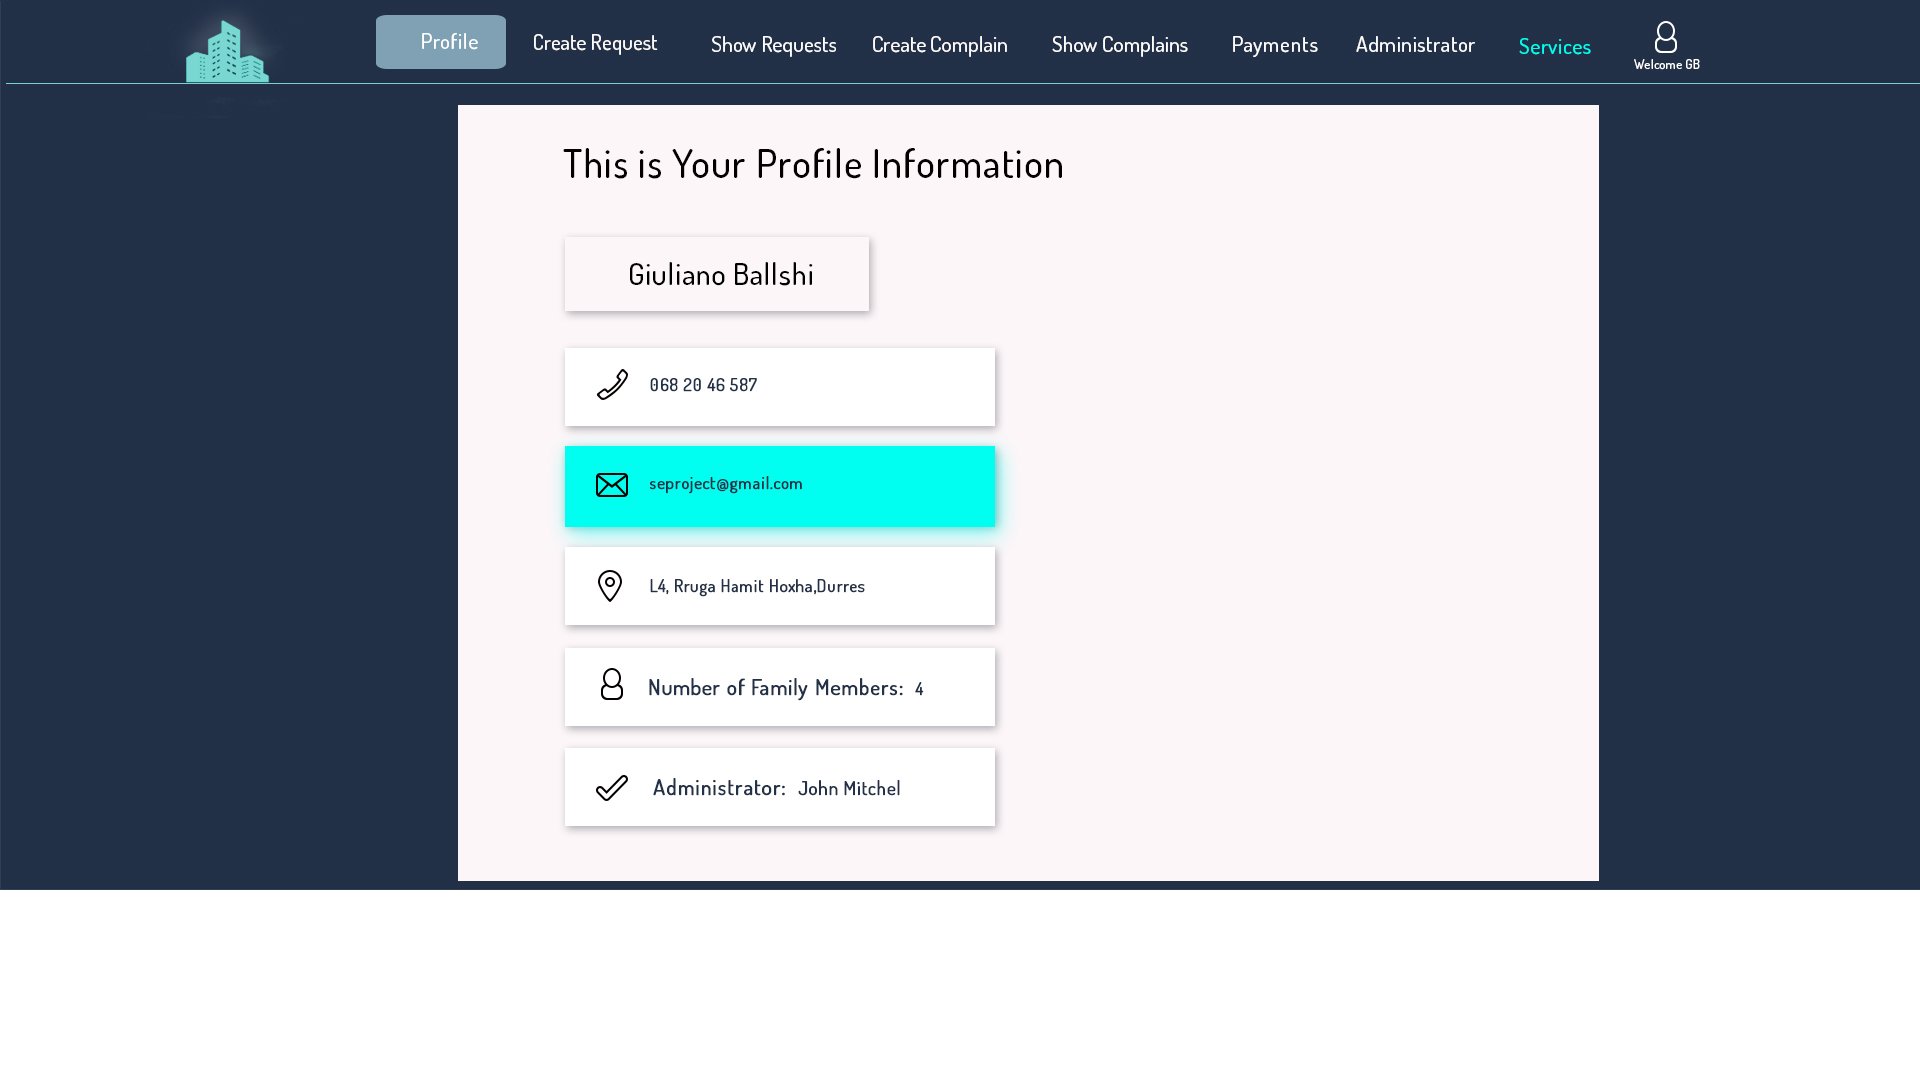 Profile
Create Request
Show Requests
Create Complain
Show Complains
Payments
Administrator
Services
Welcome GB
This is Your Profile Information
Giuliano Ballshi
068 20 46 587
seproject@gmail.com
L4, Rruga Hamit Hoxha,Durres
Number of Family Members: 4
Administrator: John Mitchel